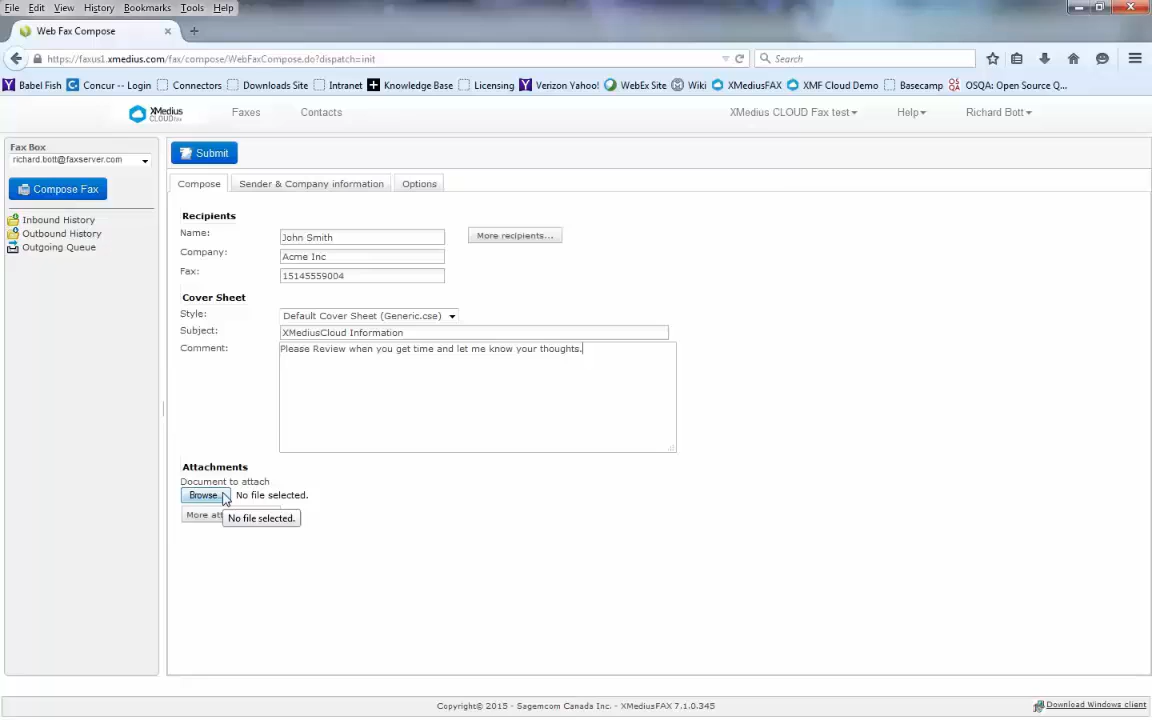 File Edit View History Bookmarks Tools Help
Web Fax Compose
https://faxus1.xmedius.com/fax/compose/WebFaxCompose.do?dispatch=init
Search
Babel Fish Concur -- Login Connectors Downloads Site Intranet Knowledge Base Licensing Verizon Yahoo! WebEx Site Wiki XMediusFAX XMF Cloud Demo Basecamp OSQA: Open Source Q...
XMedius
CLOUD
Faxes Contacts XMedius CLOUD Fax test Help Richard Bott
Fax Box
richard.bott@faxserver.com
Compose Fax
Inbound History
Outbound History
Outgoing Queue
Submit
Compose Sender & Company information Options
Recipients
Name: John Smith More recipients...
Company: Acme Inc
Fax: 15145559004
Cover Sheet
Style: Default Cover Sheet (Generic.cse)
Subject: XMediusCloud Information
Comment: Please Review when you get time and let me know your thoughts.
Attachments
Document to attach
Browse No file selected.
More att
No file selected.
Copyright© 2015 - Sagemcom Canada Inc. - XMediusFAX 7.1.0.345
Download Windows client